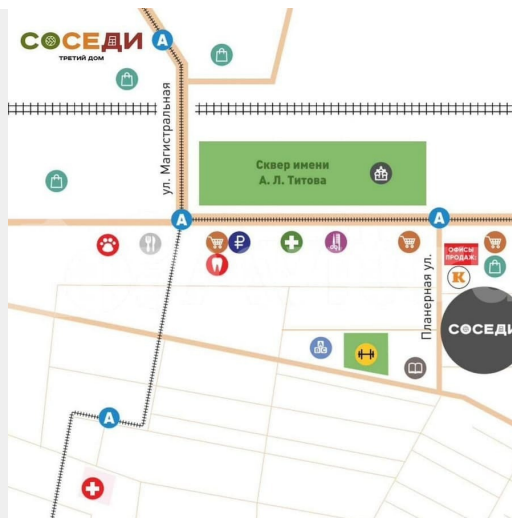 СОСЕДИ
ТРЕТИЙ ДОМ
А
ул. Магистральная
Сквер имени
А. Л. Титова
А
А
₽
ОФИСЫ
ПРОДАЖ
К
Планерная ул.
СОСЕДИ
А